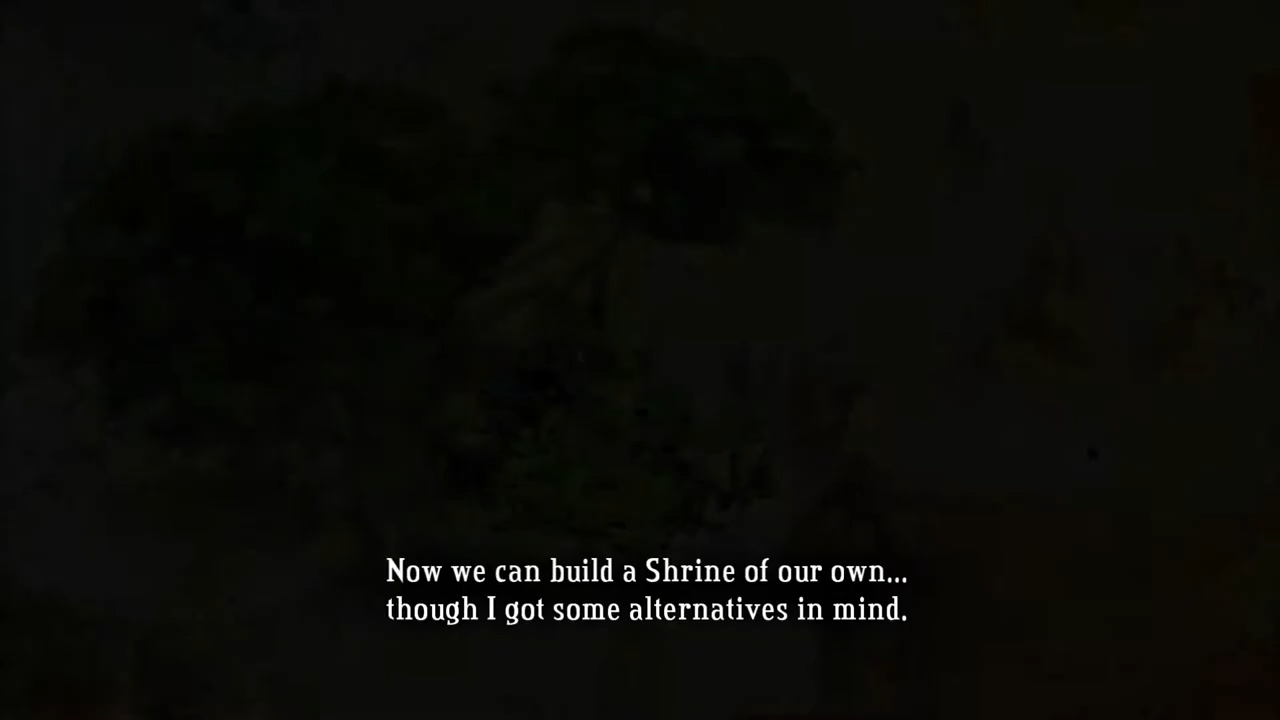 Now we can build a Shrine of our own...
though I got some alternatives in mind.